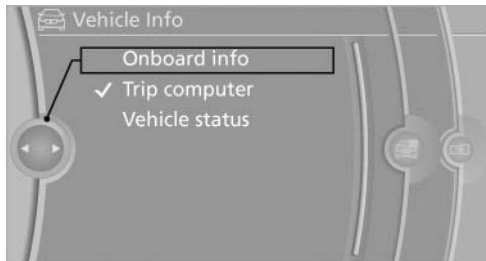 Vehicle Info
Onboard info
Trip computer
Vehicle status